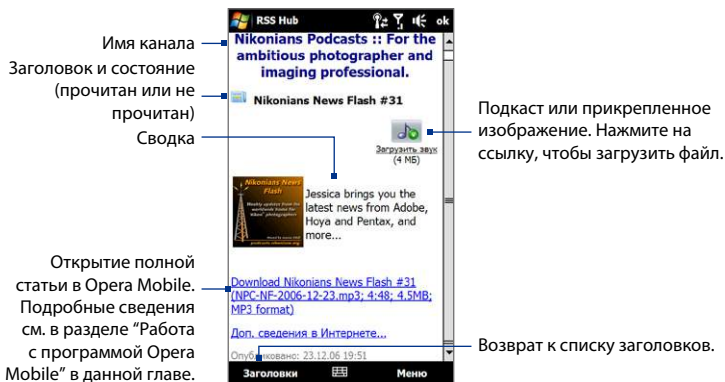 Имя канала
Заголовок и состояние
(прочитан или не
прочитан)
Сводка
Открытие полной
статьи в Opera Mobile.
Подробные сведения
см. в разделе “Работа
с программой Opera
Mobile” в данной главе.
RSS Hub
ok
Nikonians Podcasts :: For the
ambitious photographer and
imaging professional.
Nikonians News Flash #31
Загрузить звук
(4 МБ)
Nikonians News
Flash
Jessica brings you the
latest news from Adobe,
Hoya and Pentax, and
more...
Download Nikonians News Flash #31
(NPC-NF-2006-12-23.mp3; 4:48; 4.5MB;
MP3 format)
Доп. сведения в Интернете...
Опубликовано: 23.12.06 19:51
Заголовки
Меню
Подкаст или прикрепленное
изображение. Нажмите на
ссылку, чтобы загрузить файл.
Возврат к списку заголовков.